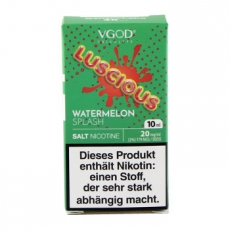 VGOD
LUSCIOUS
WATERMELON
SPLASH
10ml
SALT NICOTINE
20 mg/ml
Dieses Produkt
enthält Nikotin:
einen Stoff,
der sehr stark
abhängig macht.